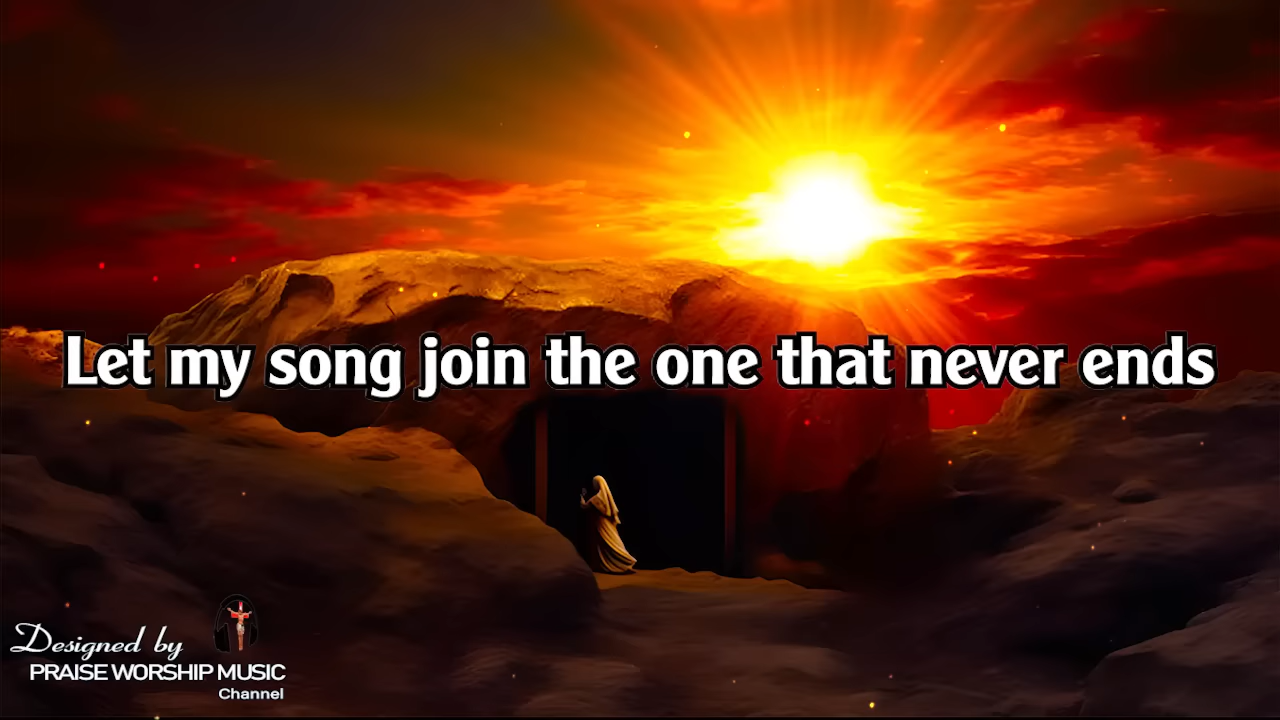 Let my song join the one that never ends
Designed by
PRAISE WORSHIP MUSIC
Channel